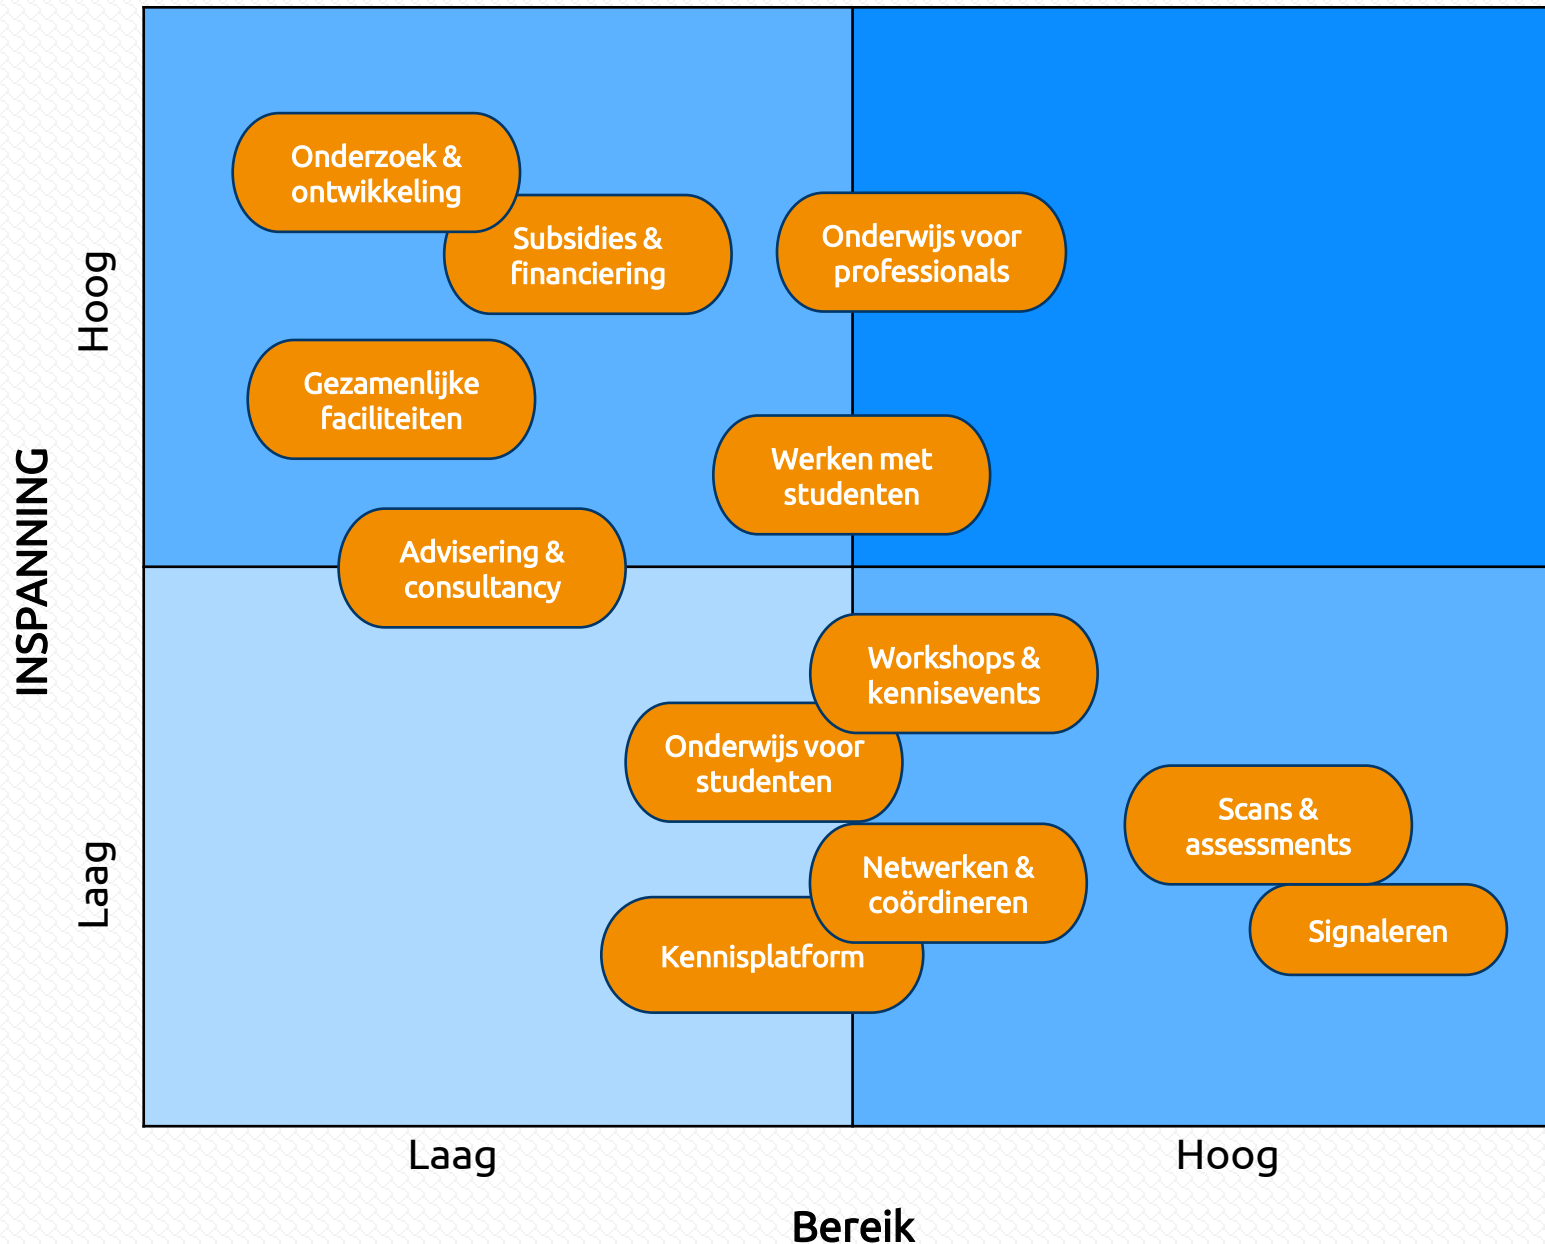 Onderzoek &
ontwikkeling
Subsidies &
financiering
Onderwijs voor
professionals
Hoog
Gezamenlijke
faciliteiten
Werken met
studenten
INSPANNING
Advisering &
consultancy
Workshops &
kennisevents
Onderwijs voor
studenten
Scans &
assessments
Laag
Netwerken &
coördineren
Signaleren
Kennisplatform
Laag
Hoog
Bereik